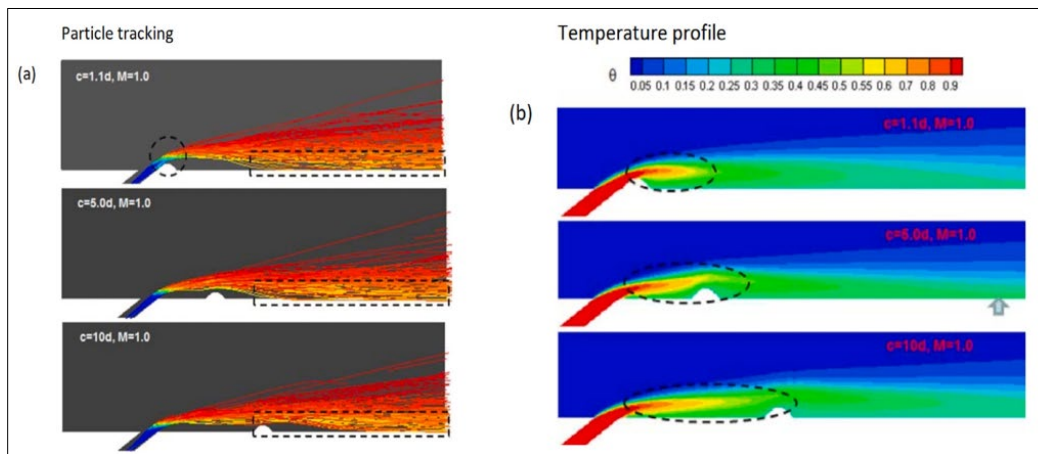 Particle tracking
(a)
c=1.1d, M=1.0
c=5.0d, M=1.0
c=10d, M=1.0
Temperature profile
θ
0.05 0.1 0.15 0.2 0.25 0.3 0.35 0.4 0.45 0.5 0.55 0.6 0.7 0.8 0.9
(b)
c=1.1d, M=1.0
c=5.0d, M=1.0
c=10d, M=1.0